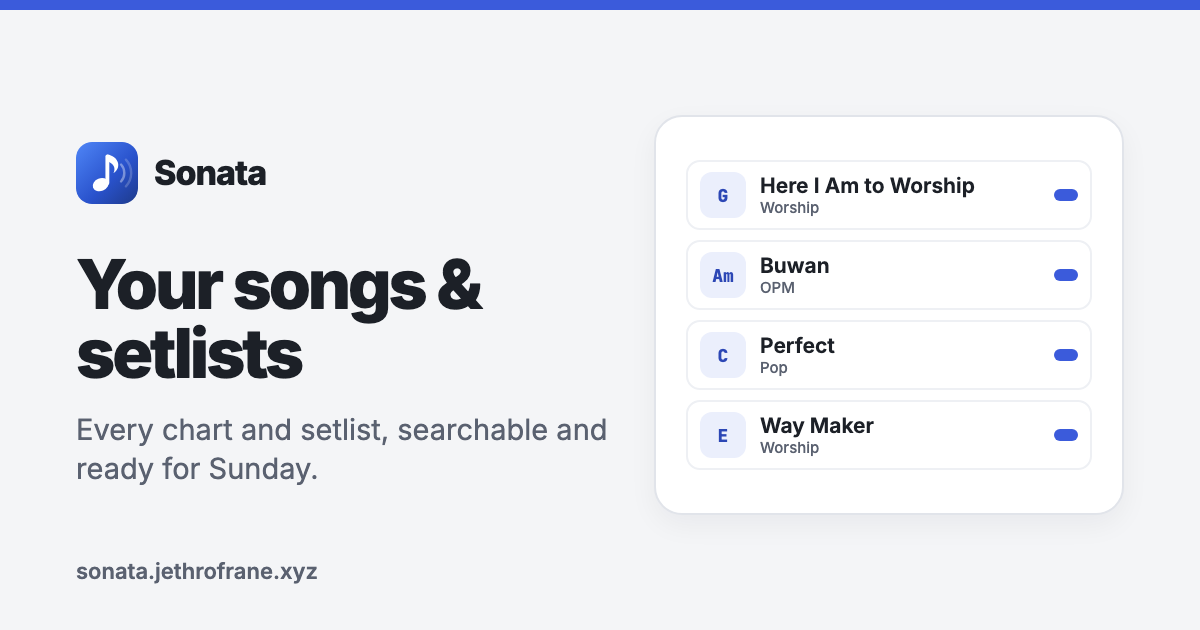 Sonata
Your songs &
setlists
Every chart and setlist, searchable and
ready for Sunday.
sonata.jethrofrane.xyz
G
Here I Am to Worship
Worship
Am
Buwan
OPM
C
Perfect
Pop
E
Way Maker
Worship